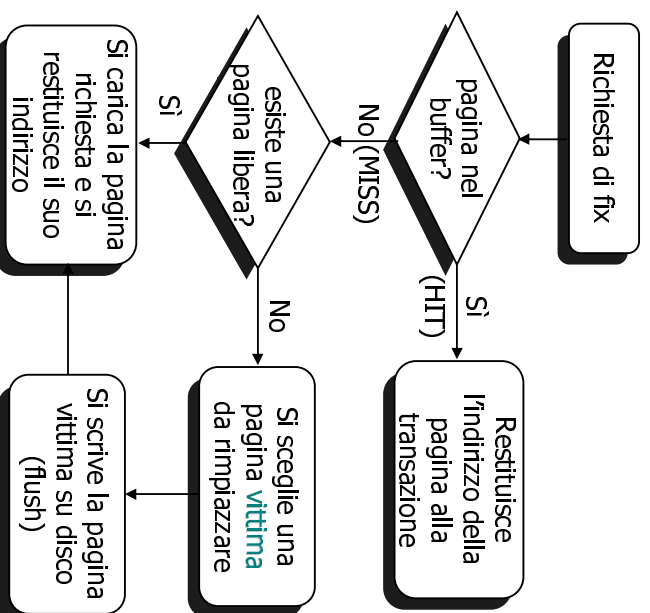 Richiesta di fix
pagina nel
buffer?
Sì
(HIT)
Restituisce
l'indirizzo della
pagina alla
transazione
No (MISS)
esiste una
pagina libera?
No
Si sceglie una
pagina vittima
da rimpiazzare
Sì
Si carica la pagina
richiesta e si
restituisce il suo
indirizzo
Si scrive la pagina
vittima su disco
(flush)